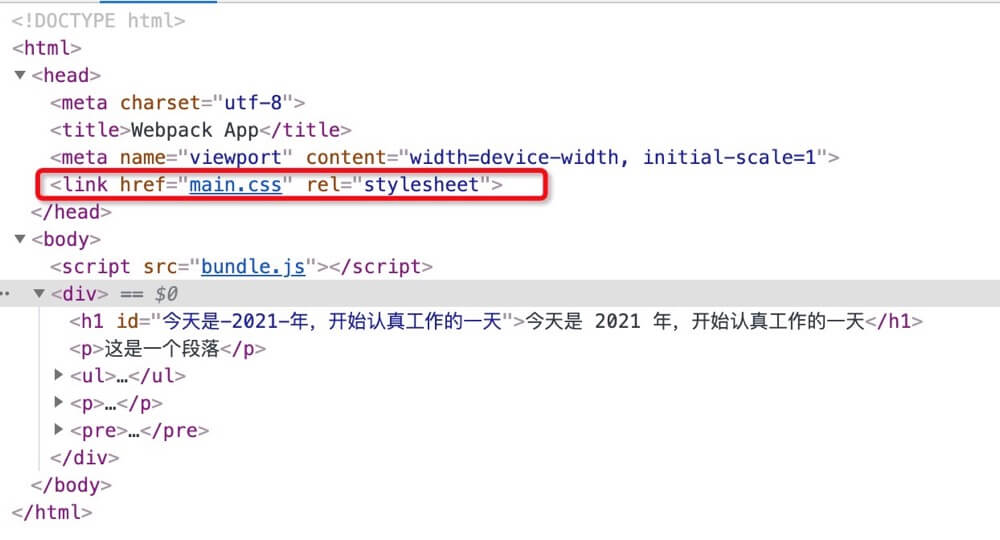 <!DOCTYPE html>
<html>
▼<head>
<meta charset="utf-8">
<title>Webpack App</title>
<meta name="viewport" content="width=device-width, initial-scale=1">
<link href="main.css" rel="stylesheet">
</head>
▼<body>
<script src="bundle.js"></script>
▼<div> == $0
<h1 id="今天是-2021-年，开始认真工作的一天">今天是 2021 年，开始认真工作的一天</h1>
<p>这是一个段落</p>
▶<ul>…</ul>
▶<p>…</p>
▶<pre>…</pre>
</div>
</body>
</html>